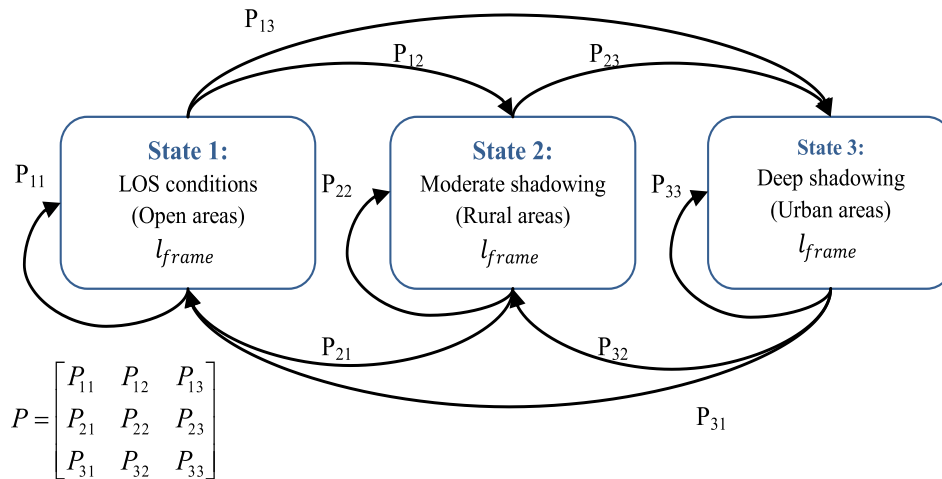 P₁₃
P₁₂
P₂₃
State 1:
LOS conditions
(Open areas)
l_frame
State 2:
Moderate shadowing
(Rural areas)
l_frame
State 3:
Deep shadowing
(Urban areas)
l_frame
P₁₁
P₂₂
P₃₃
P₂₁
P₃₂
P₃₁
P = [P₁₁ P₁₂ P₁₃
P₂₁ P₂₂ P₂₃
P₃₁ P₃₂ P₃₃]